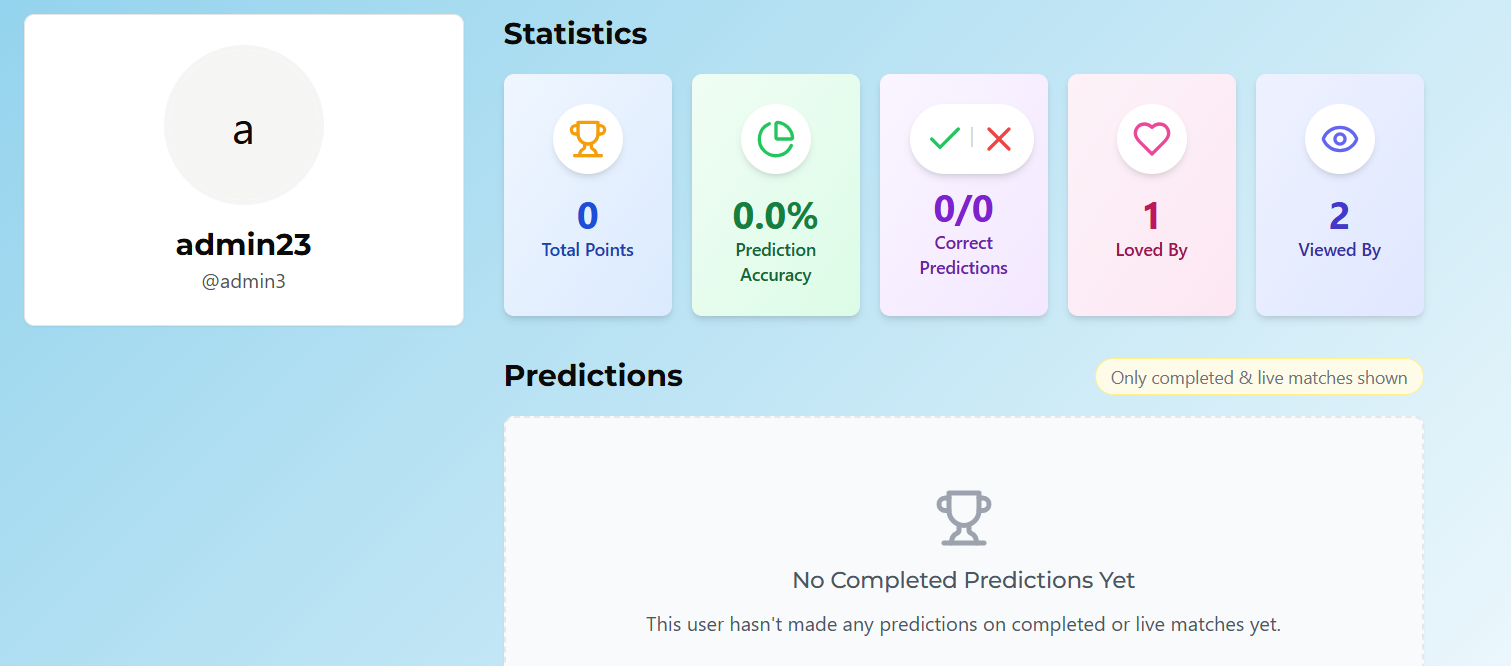 a
admin23
@admin3
Statistics
0
Total Points
0.0%
Prediction
Accuracy
0/0
Correct
Predictions
1
Loved By
2
Viewed By
Predictions
Only completed & live matches shown
No Completed Predictions Yet
This user hasn't made any predictions on completed or live matches yet.